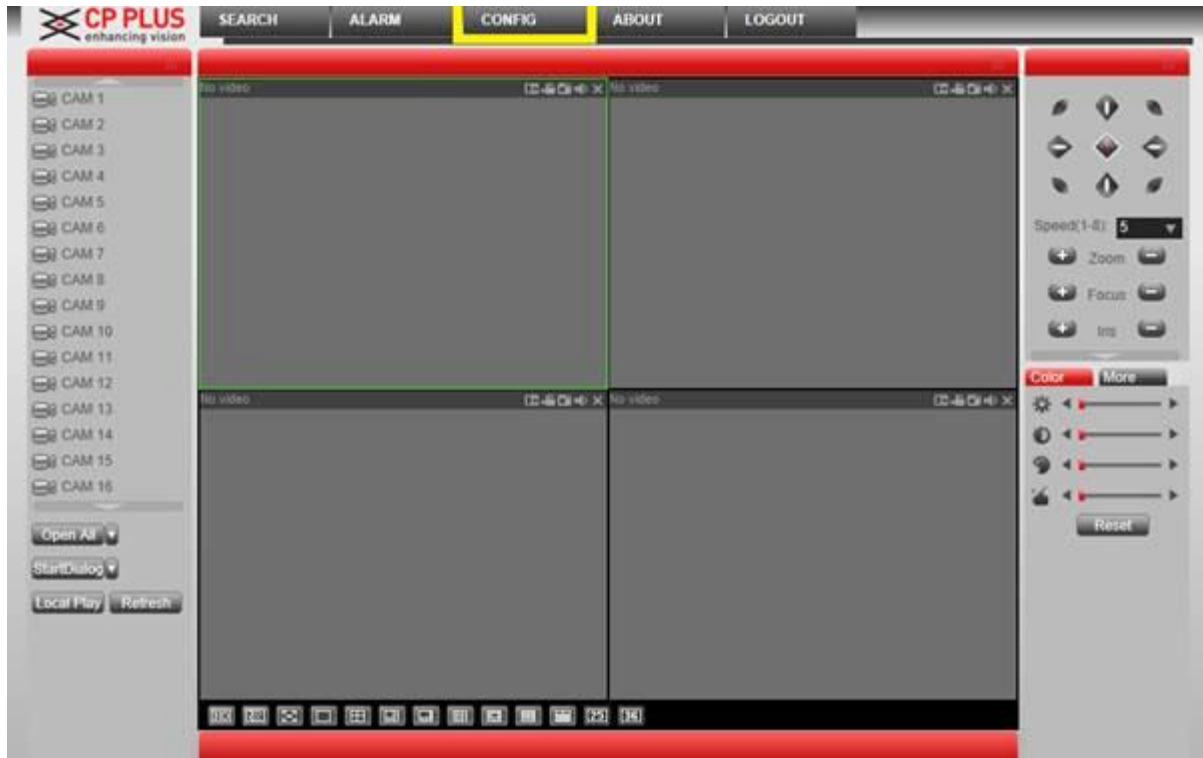 CP PLUS
enhancing vision
SEARCH ALARM CONFIG ABOUT LOGOUT
CAM 1
CAM 2
CAM 3
CAM 4
CAM 5
CAM 6
CAM 7
CAM 8
CAM 9
CAM 10
CAM 11
CAM 12
CAM 13
CAM 14
CAM 15
CAM 16
Open All
StartDialog
Local Play Refresh
No video
No video
No video
No video
25 36
Speed(1-8): 5
Zoom
Focus
Iris
Color More
Reset